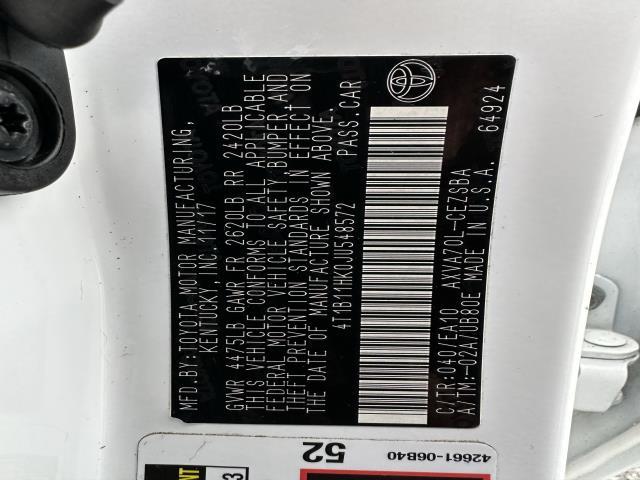 MFD.BY:TOYOTA MOTOR MANUFACTURING,
KENTUCKY, INC.11/17
GVWR 4475LB GAWR FR 2620LB RR 2420LB
THIS VEHICLE CONFORMS TO ALL APPLICABLE
FEDERAL MOTOR VEHICLE SAFETY, BUMPER AND
THEFT PREVENTION STANDARDS IN EFFECT ON
THE DATE OF MANUFACTURE SHOWN ABOVE.
4T1B11HK0JU548572 PASS.CAR
C/TR:040/EA10 AXVA70L-CEZSBA
A/TM:-02A/UB80E MADE IN U.S.A.
64924
52
42661-06B40
NT
3